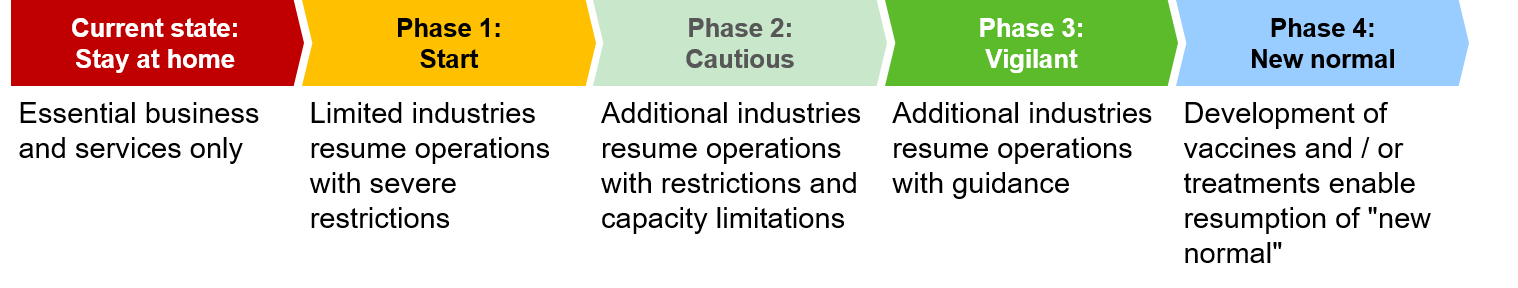 Current state:
Stay at home
Essential business
and services only
Phase 1:
Start
Limited industries
resume operations
with severe
restrictions
Phase 2:
Cautious
Additional industries
resume operations
with restrictions and
capacity limitations
Phase 3:
Vigilant
Additional industries
resume operations
with guidance
Phase 4:
New normal
Development of
vaccines and / or
treatments enable
resumption of "new
normal"